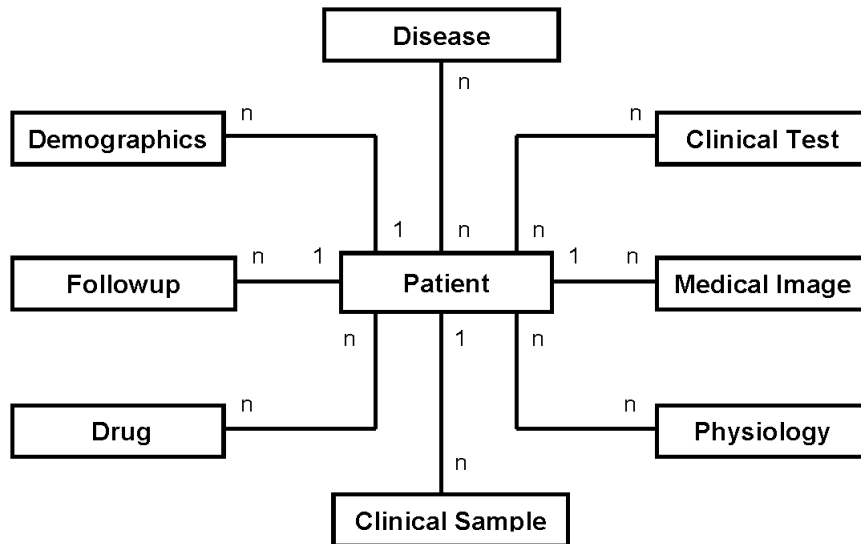 Disease
n
n
n
Demographics
Clinical Test
1
n
n
n
1
1
n
Followup
Patient
Medical Image
n
1
n
n
n
Drug
Physiology
n
Clinical Sample